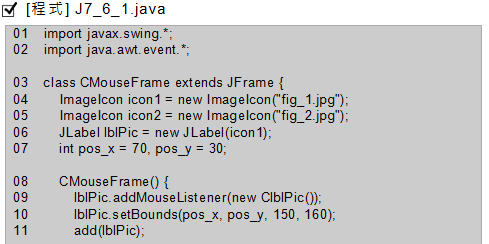 [程式] J7_6_1.java
01 import javax.swing.*;
02 import java.awt.event.*;
03 class CMouseFrame extends JFrame {
04 ImageIcon icon1 = new ImageIcon("fig_1.jpg");
05 ImageIcon icon2 = new ImageIcon("fig_2.jpg");
06 JLabel lblPic = new JLabel(icon1);
07 int pos_x = 70, pos_y = 30;
08 CMouseFrame() {
09 lblPic.addMouseListener(new ClblPic());
10 lblPic.setBounds(pos_x, pos_y, 150, 160);
11 add(lblPic);